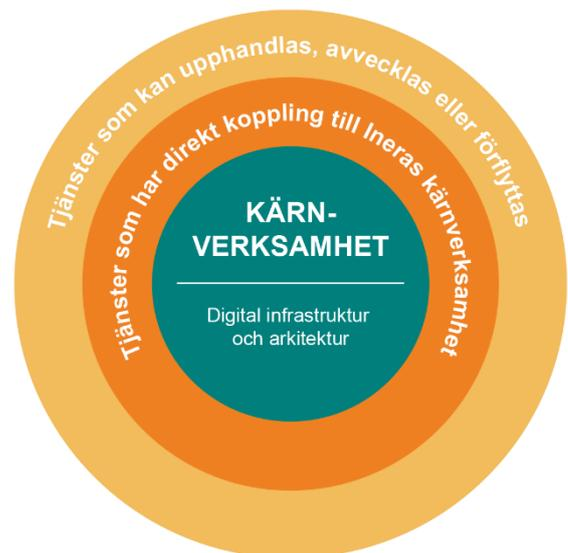 Tjänster som kan upphandlas, avvecklas eller förflyttas
Tjänster som har direkt koppling till Ineras kärnverksamhet
KÄRN-
VERKSAMHET
Digital infrastruktur
och arkitektur